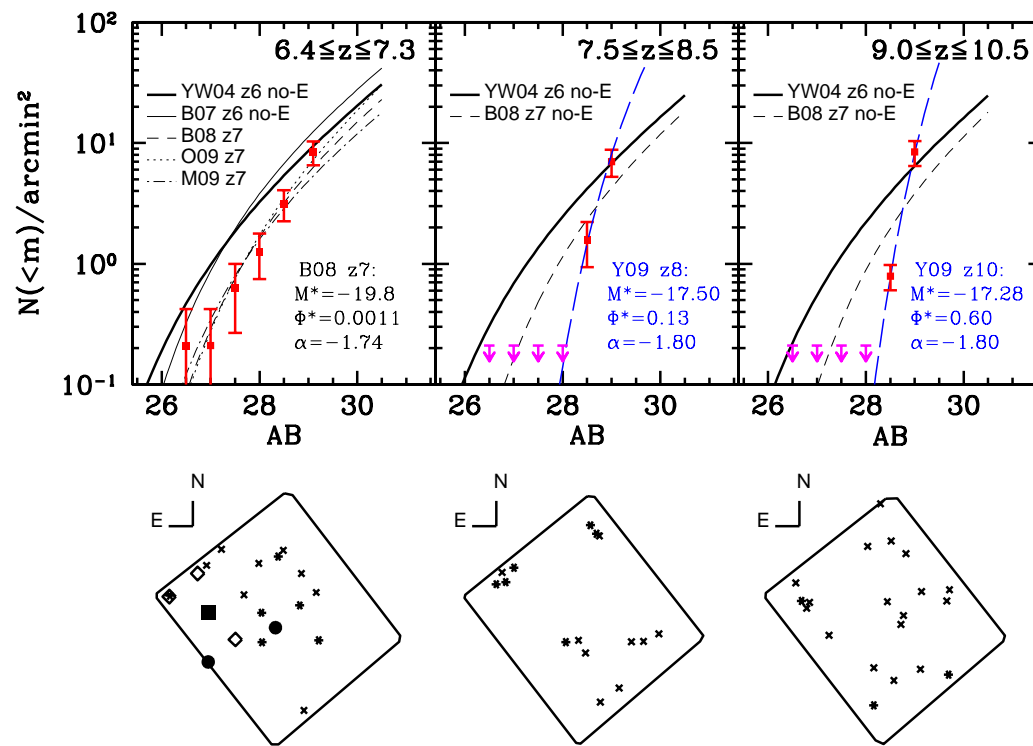 6.4≤z≤7.3
YW04 z6 no-E
B07 z6 no-E
B08 z7
O09 z7
M09 z7
B08 z7:
M*=−19.8
Φ*=0.0011
α=−1.74
7.5≤z≤8.5
YW04 z6 no-E
B08 z7 no-E
Y09 z8:
M*=−17.50
Φ*=0.13
α=−1.80
9.0≤z≤10.5
YW04 z6 no-E
B08 z7 no-E
Y09 z10:
M*=−17.28
Φ*=0.60
α=−1.80
N(<m)/arcmin²
10²
10¹
10⁰
10⁻¹
26 28 30
26 28 30
26 28 30
AB
AB
AB
N
E
N
E
N
E